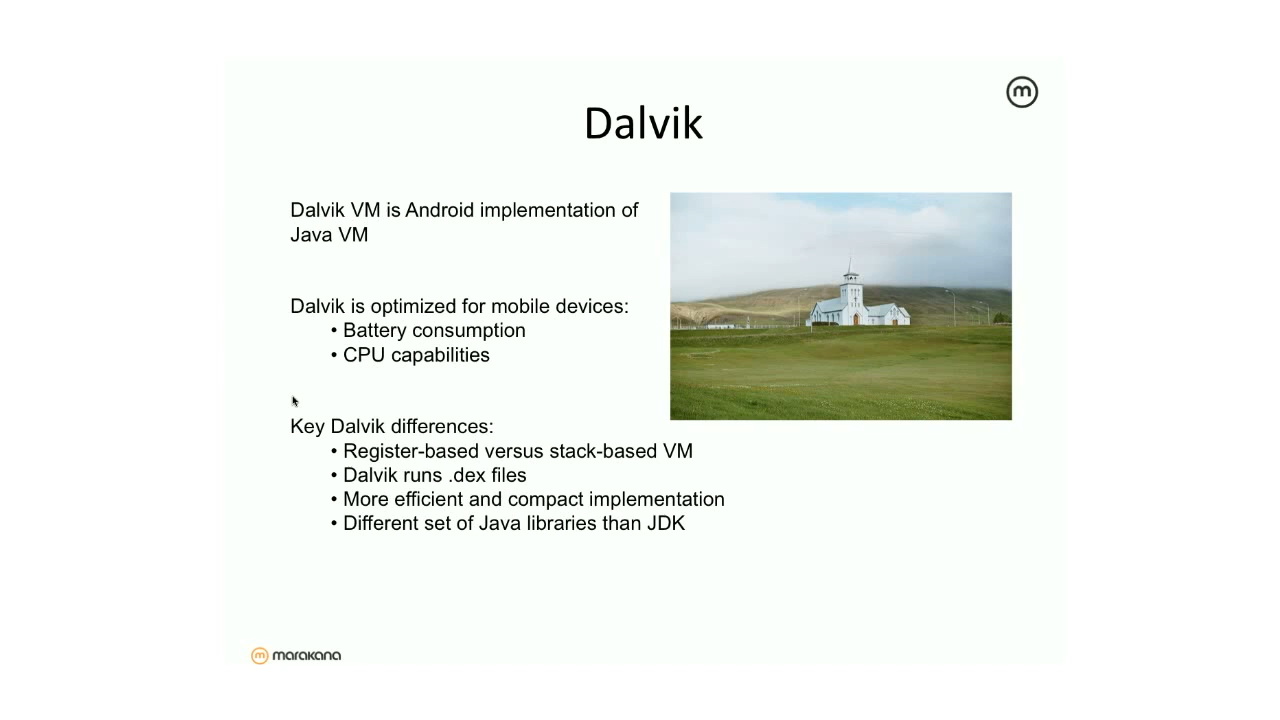 m
Dalvik
Dalvik VM is Android implementation of
Java VM
Dalvik is optimized for mobile devices:
• Battery consumption
• CPU capabilities
Key Dalvik differences:
• Register-based versus stack-based VM
• Dalvik runs .dex files
• More efficient and compact implementation
• Different set of Java libraries than JDK
m marakana